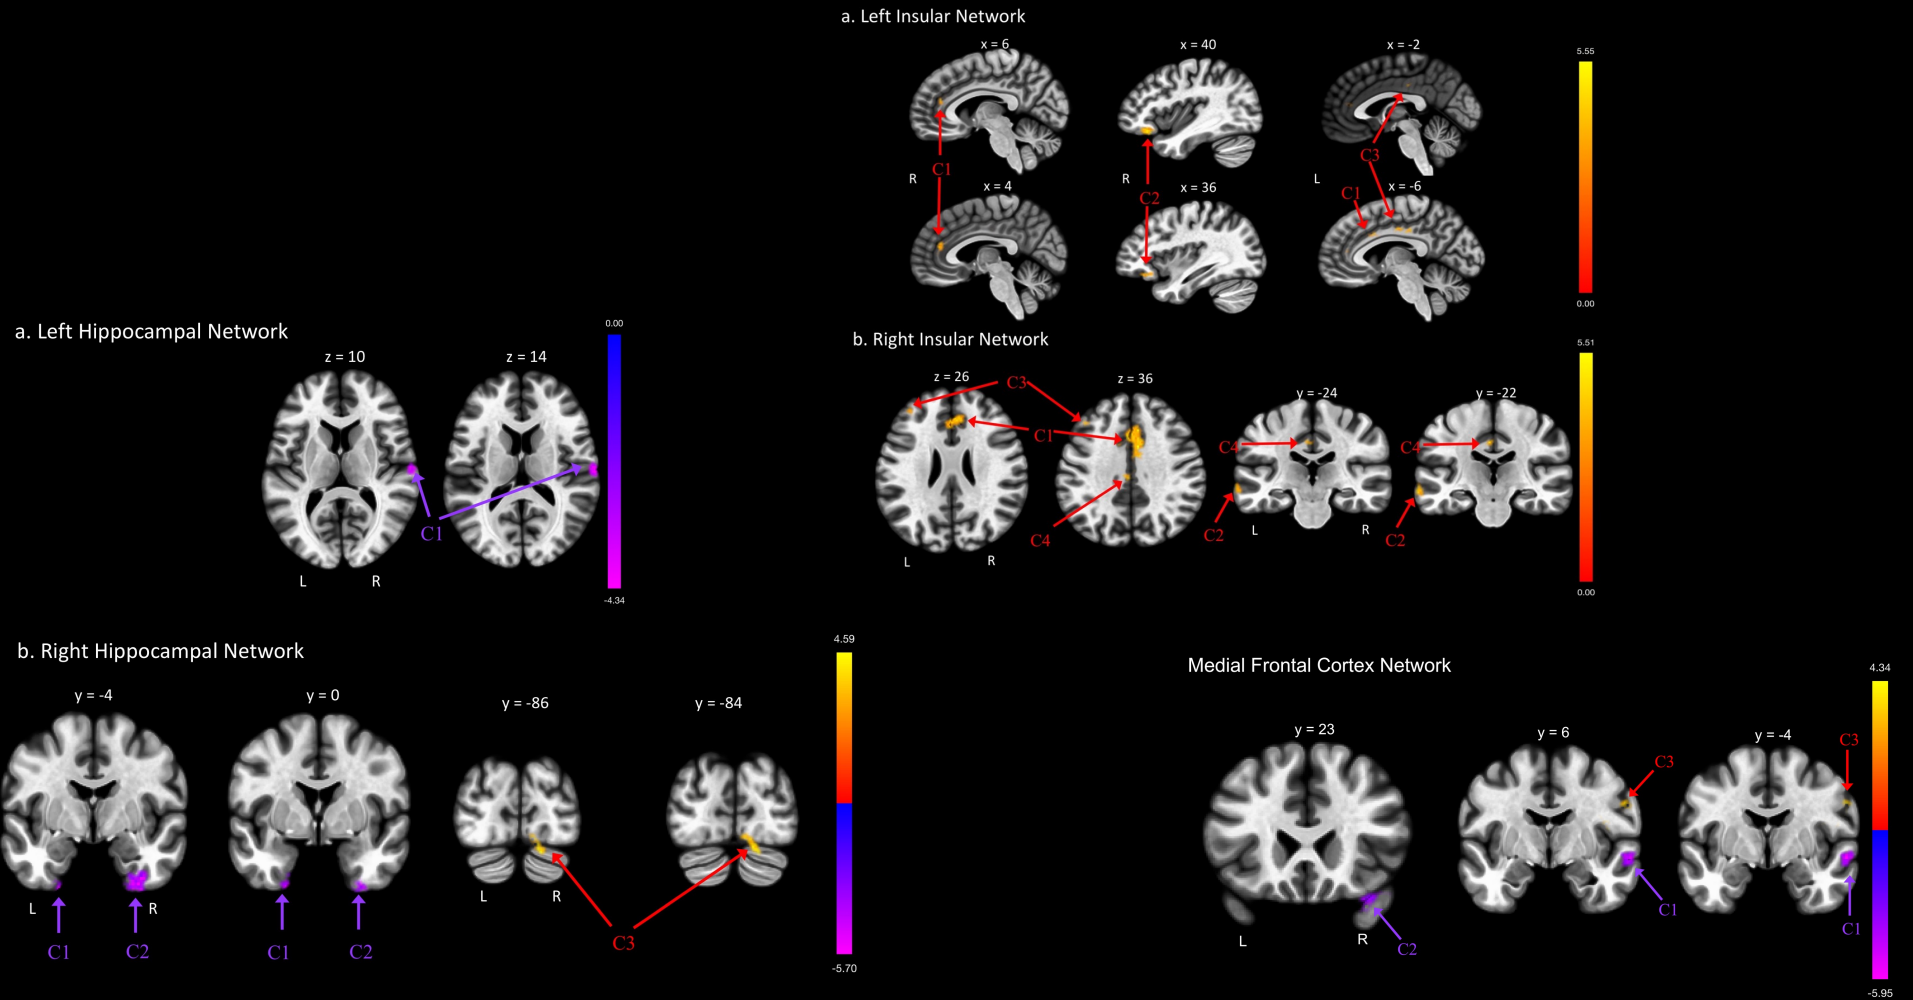 a. Left Insular Network
x = 6
x = 40
x = -2
5.55
C1
C2
C3
R
R
L
x = 4
x = 36
C1
x = -6
0.00
a. Left Hippocampal Network
0.00
z = 10
z = 14
C1
L
R
-4.34
b. Right Insular Network
5.51
z = 26
C3
z = 36
y = -24
y = -22
C1
C4
C4
C4
C2
C2
L
R
L
R
0.00
b. Right Hippocampal Network
4.59
y = -4
y = 0
y = -86
y = -84
L
R
L
R
C1
C2
C1
C2
C3
-5.70
Medial Frontal Cortex Network
4.34
y = 23
y = 6
y = -4
C3
C3
C1
C1
L
R
C2
-5.95